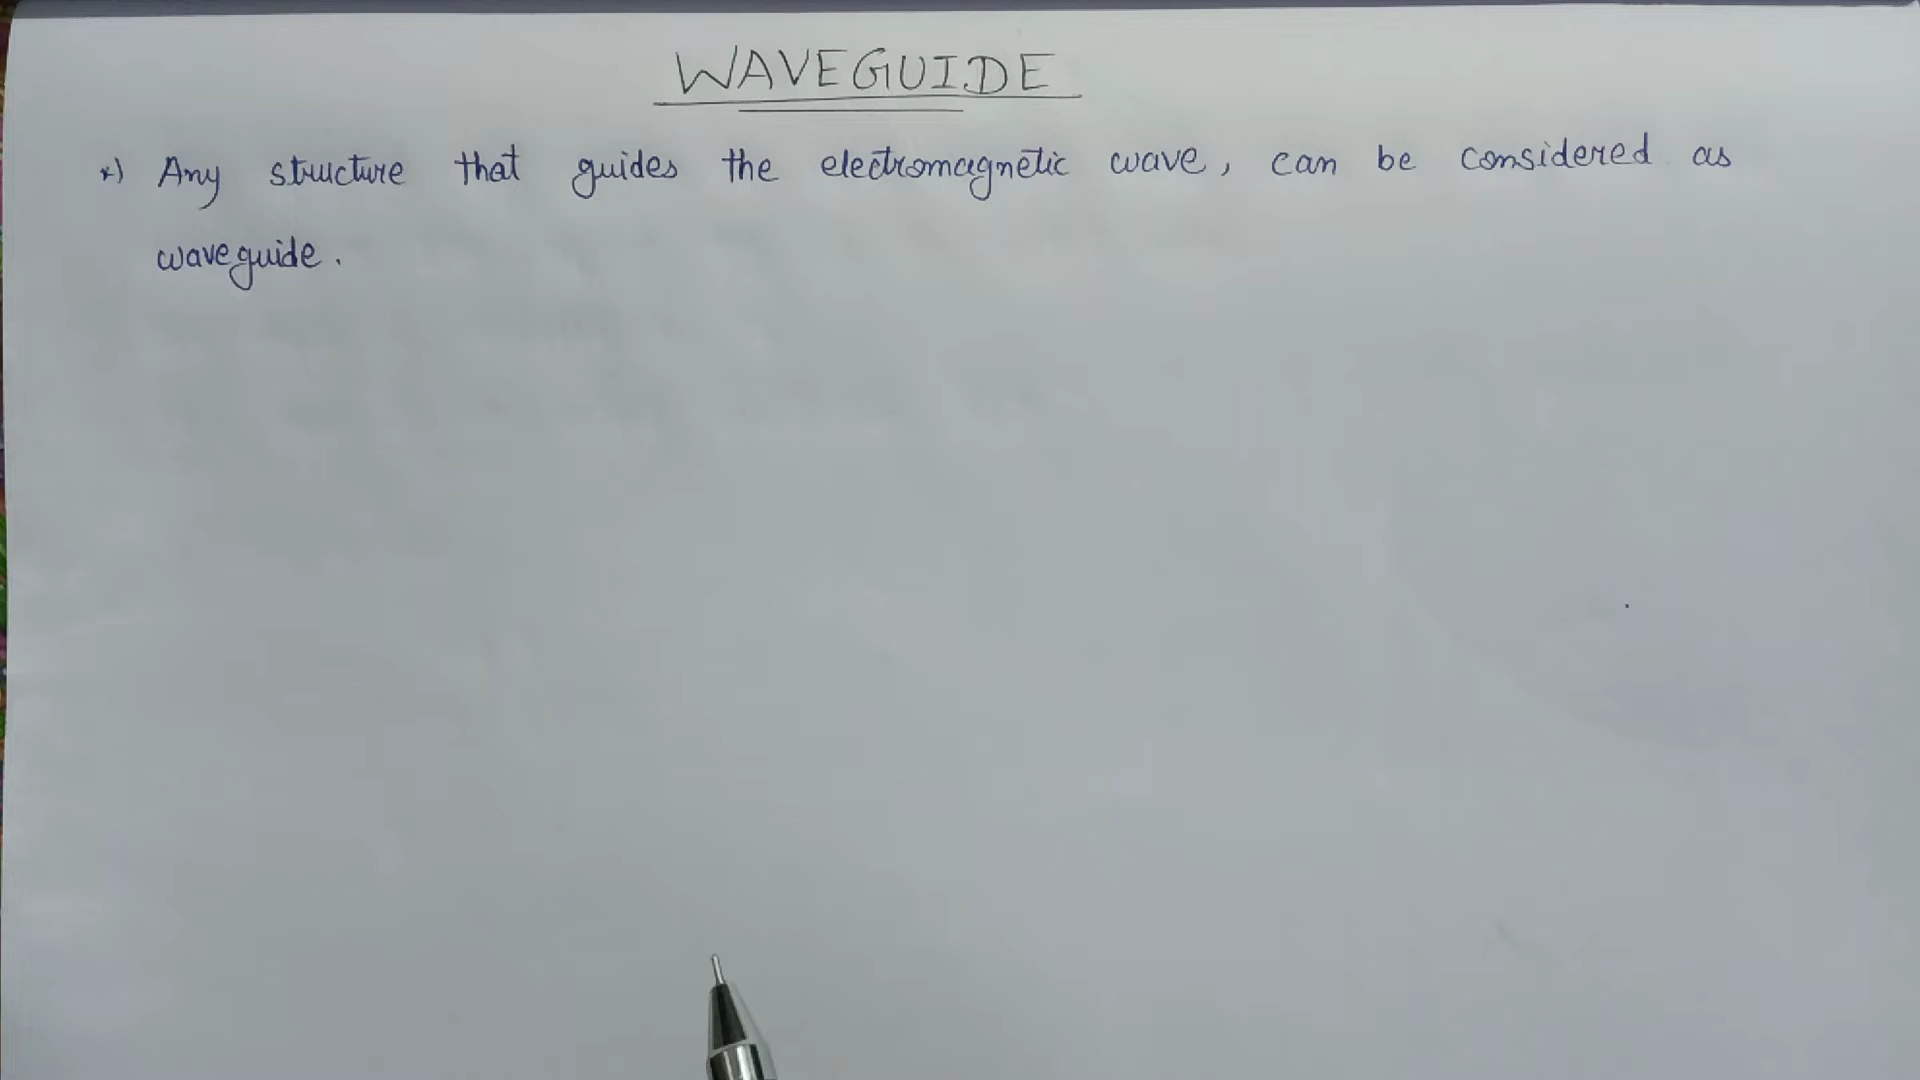 WAVEGUIDE
*) Any structure that guides the electromagnetic wave, can be considered as
waveguide.